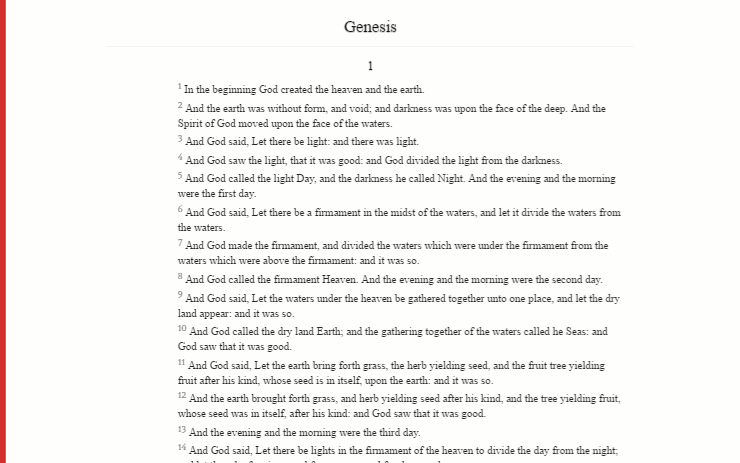 Genesis
1
1 In the beginning God created the heaven and the earth.
2 And the earth was without form, and void; and darkness was upon the face of the deep. And the
Spirit of God moved upon the face of the waters.
3 And God said, Let there be light: and there was light.
4 And God saw the light, that it was good: and God divided the light from the darkness.
5 And God called the light Day, and the darkness he called Night. And the evening and the morning
were the first day.
6 And God said, Let there be a firmament in the midst of the waters, and let it divide the waters from
the waters.
7 And God made the firmament, and divided the waters which were under the firmament from the
waters which were above the firmament: and it was so.
8 And God called the firmament Heaven. And the evening and the morning were the second day.
9 And God said, Let the waters under the heaven be gathered together unto one place, and let the dry
land appear: and it was so.
10 And God called the dry land Earth; and the gathering together of the waters called he Seas: and
God saw that it was good.
11 And God said, Let the earth bring forth grass, the herb yielding seed, and the fruit tree yielding
fruit after his kind, whose seed is in itself, upon the earth: and it was so.
12 And the earth brought forth grass, and herb yielding seed after his kind, and the tree yielding fruit,
whose seed was in itself, after his kind: and God saw that it was good.
13 And the evening and the morning were the third day.
14 And God said, Let there be lights in the firmament of the heaven to divide the day from the night;